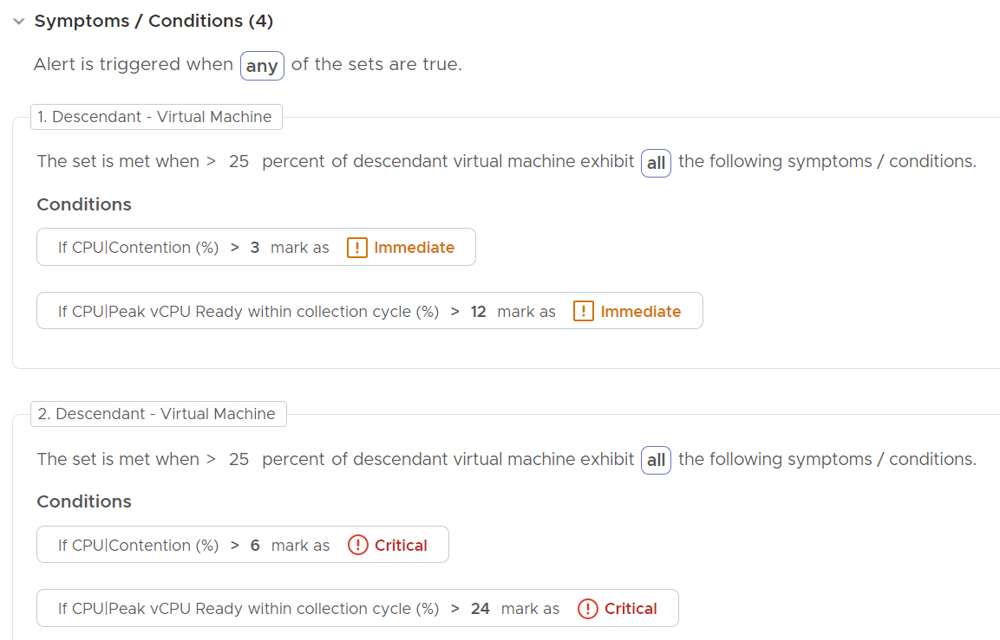 Symptoms / Conditions (4)
Alert is triggered when any of the sets are true.
1. Descendant - Virtual Machine
The set is met when > 25 percent of descendant virtual machine exhibit all the following symptoms / conditions.
Conditions
If CPU|Contention (%) > 3 mark as ! Immediate
If CPU|Peak vCPU Ready within collection cycle (%) > 12 mark as ! Immediate
2. Descendant - Virtual Machine
The set is met when > 25 percent of descendant virtual machine exhibit all the following symptoms / conditions.
Conditions
If CPU|Contention (%) > 6 mark as ! Critical
If CPU|Peak vCPU Ready within collection cycle (%) > 24 mark as ! Critical